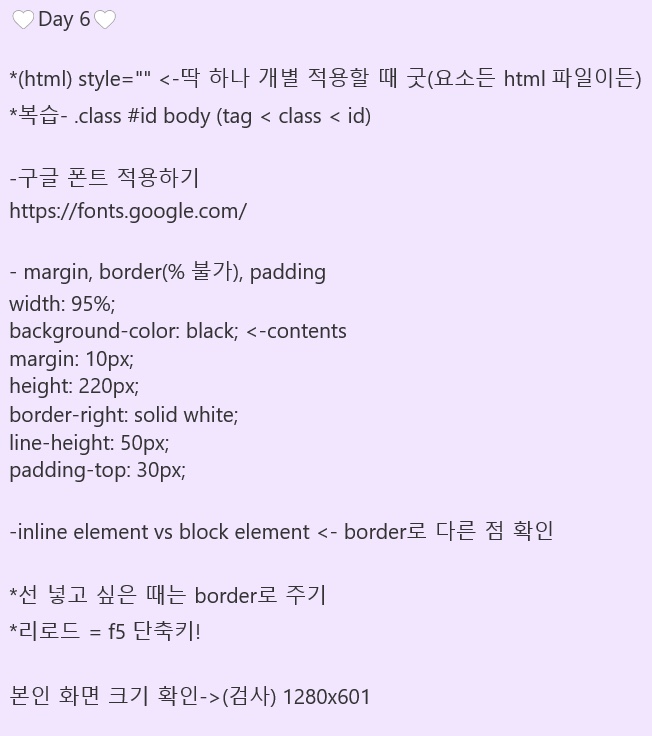 🤍Day 6🤍
*(html) style="" <-딱 하나 개별 적용할 때 굿(요소든 html 파일이든)
*복습- .class #id body (tag < class < id)
-구글 폰트 적용하기
https://fonts.google.com/
- margin, border(% 불가), padding
width: 95%;
background-color: black; <-contents
margin: 10px;
height: 220px;
border-right: solid white;
line-height: 50px;
padding-top: 30px;
-inline element vs block element <- border로 다른 점 확인
*선 넣고 싶은 때는 border로 주기
*리로드 = f5 단축키!
본인 화면 크기 확인->(검사) 1280x601